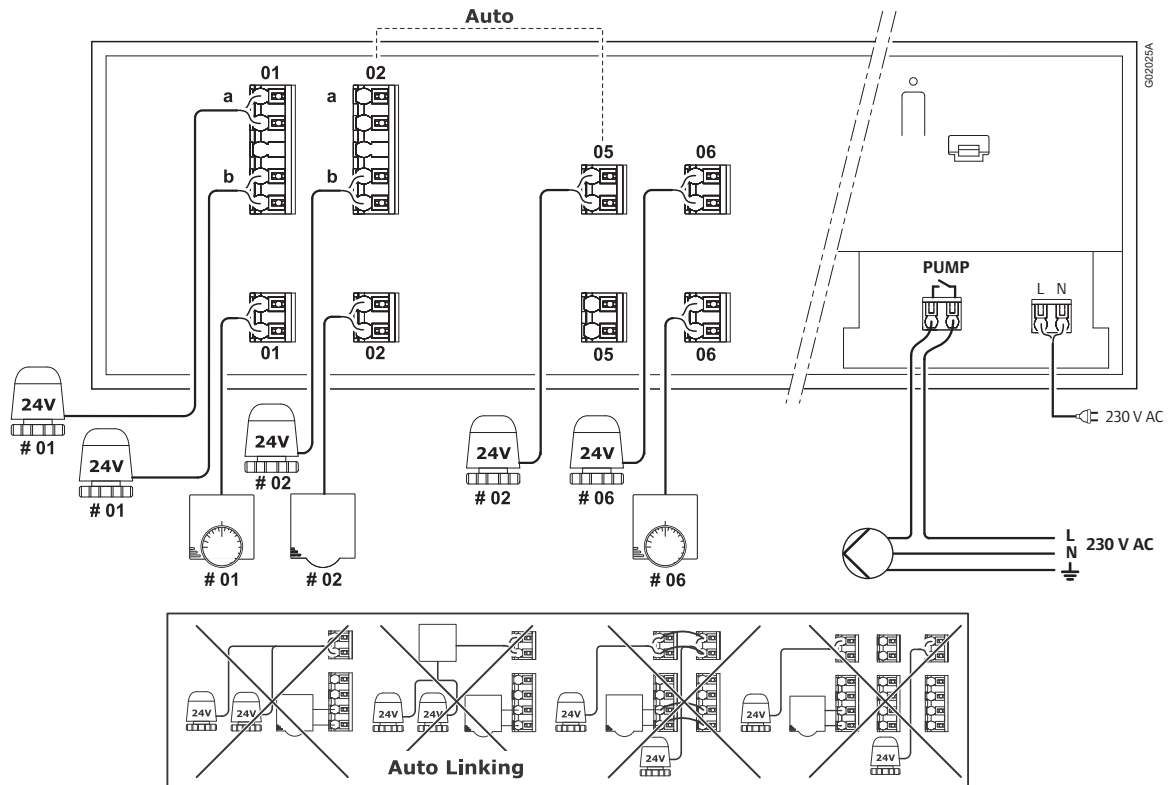 Auto
G02025A
01 02
a a
05 06
b b
PUMP
L N
01 02 05 06
24V
# 01
230 V AC
24V
# 01
24V
# 02
24V
# 02
24V
# 06
# 01 # 02 # 06
L
N 230 V AC
24V 24V 24V 24V 24V 24V
24V 24V
Auto Linking